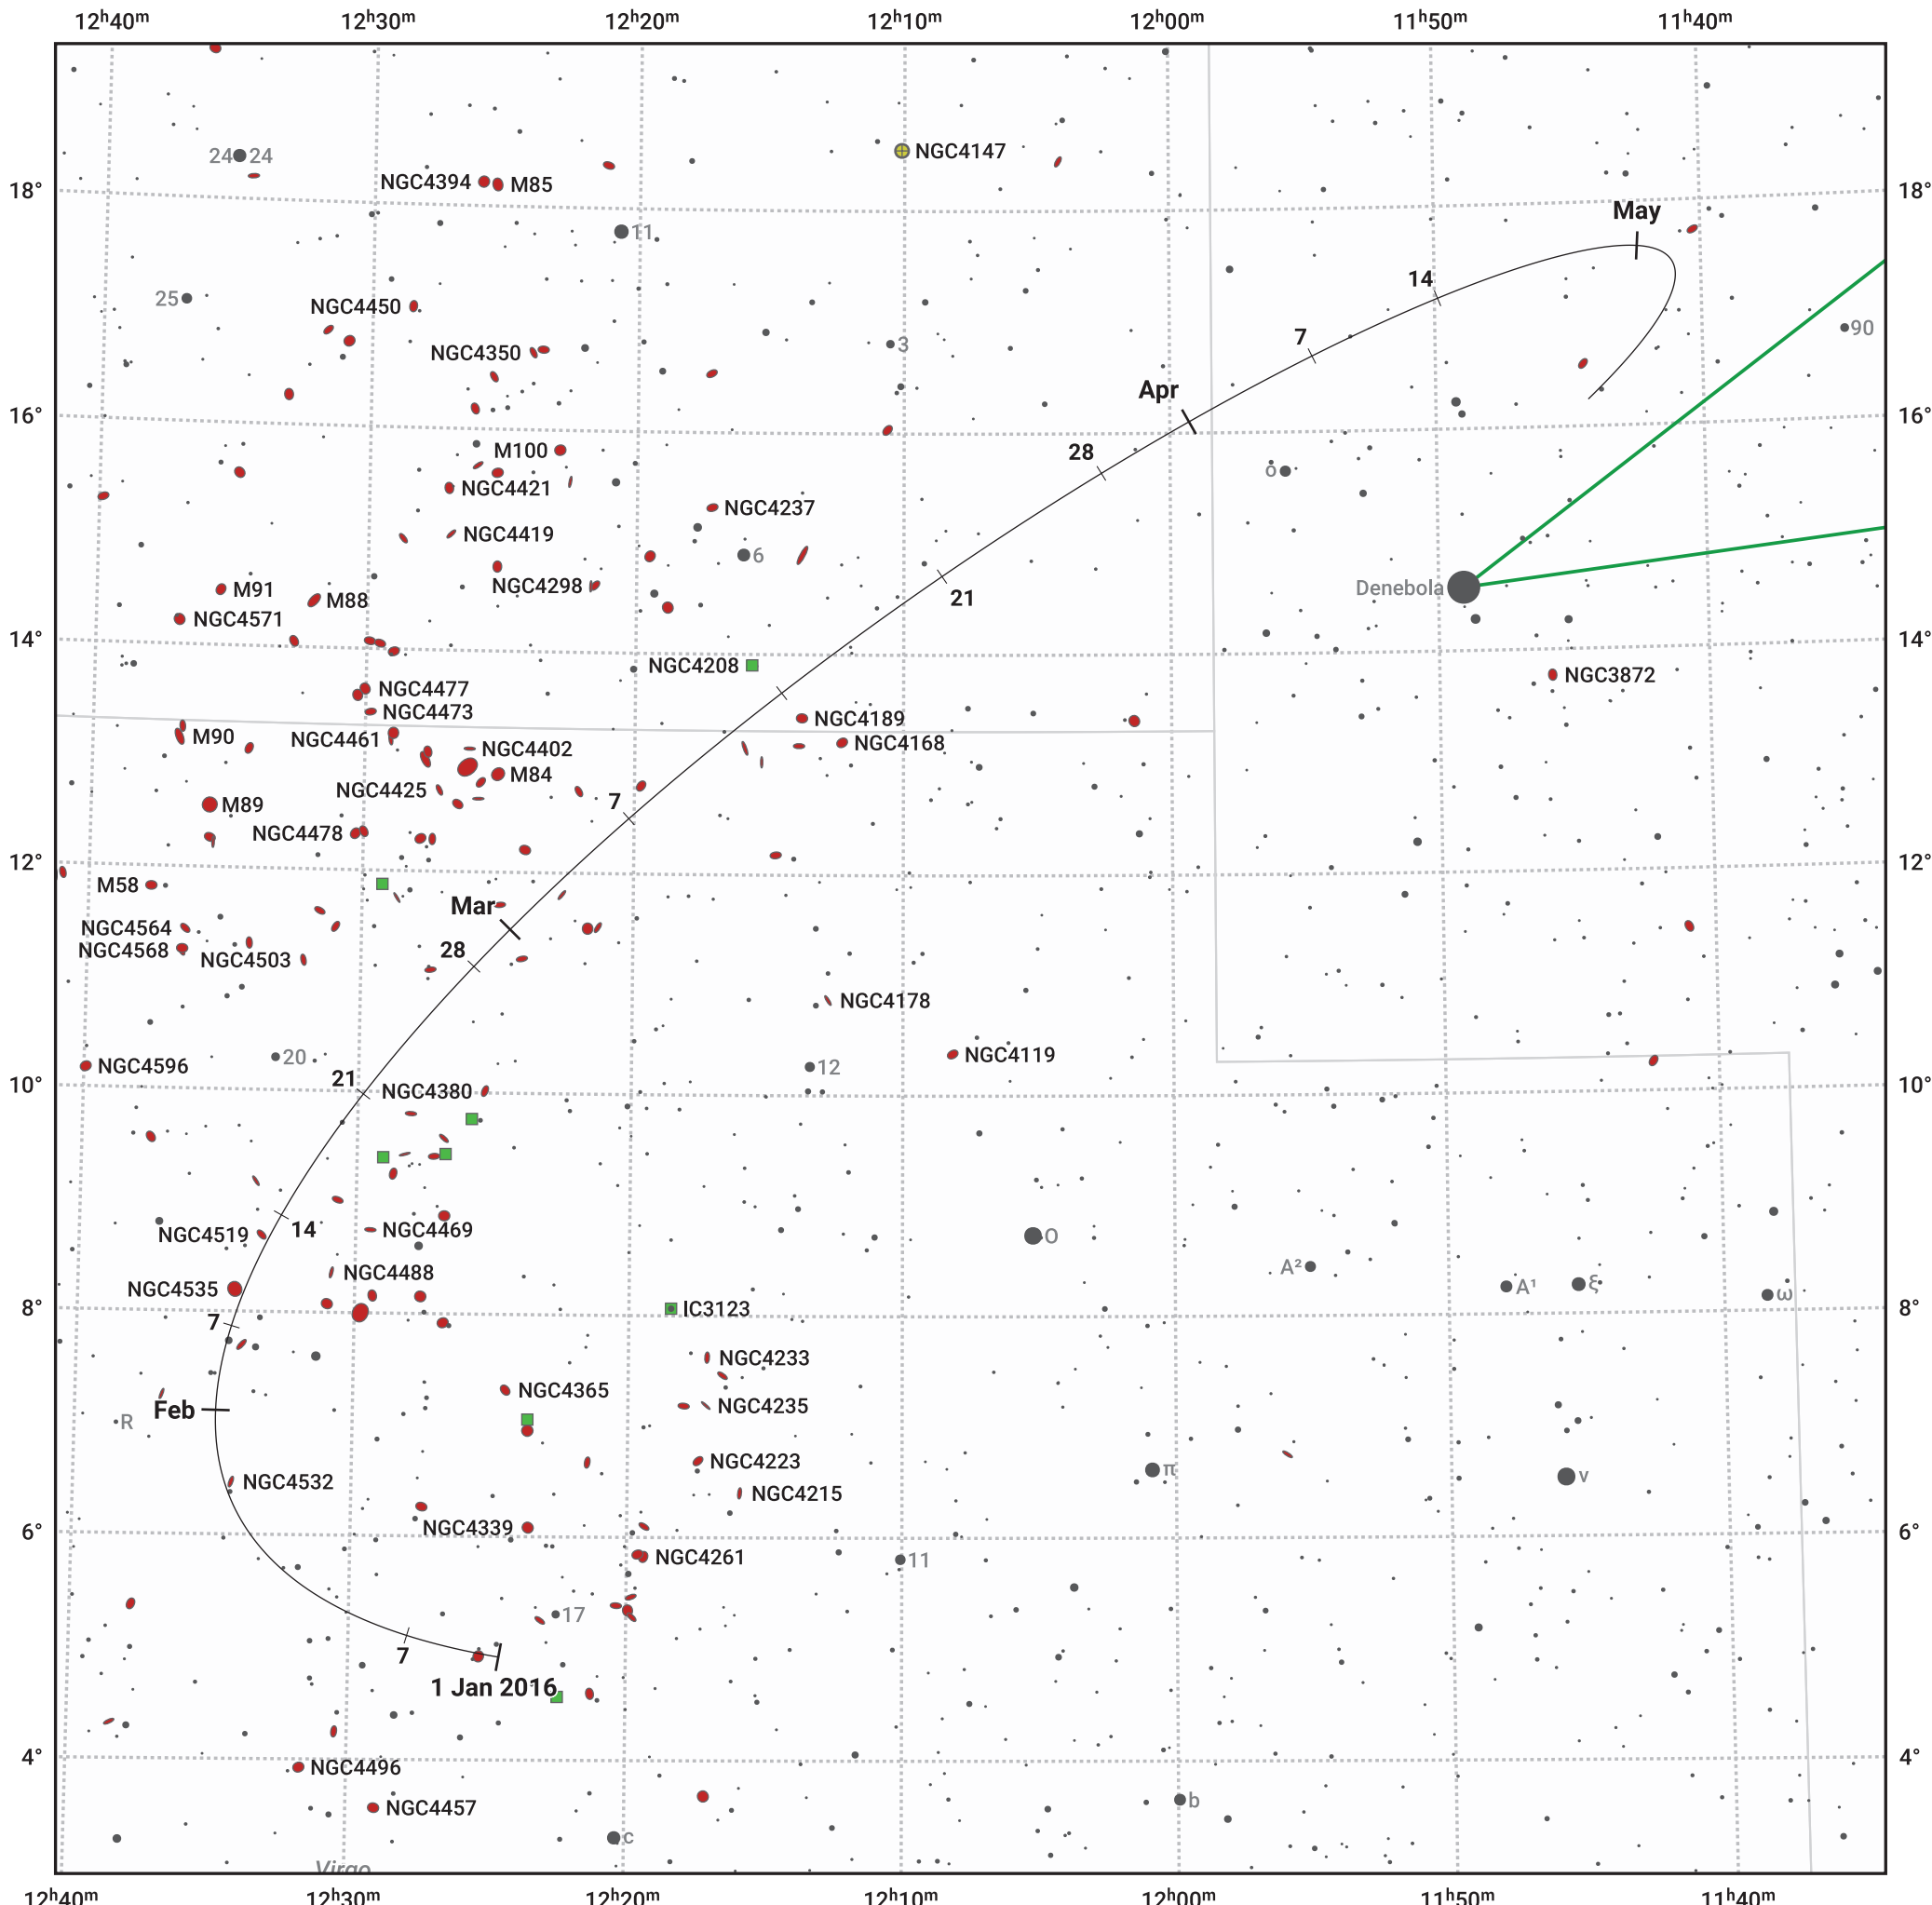 12ʰ40ᵐ 12ʰ30ᵐ 12ʰ20ᵐ 12ʰ10ᵐ 12ʰ00ᵐ 11ʰ50ᵐ 11ʰ40ᵐ
24 24
NGC4147
NGC4394 M85
18° 18°
May
11
14
25 NGC4450
90
7
3
NGC4350
Apr
16° 16°
M100 28
ο
NGC4421
NGC4237
NGC4419
6
NGC4298 Denebola
M91
M88 21
NGC4571
14° 14°
NGC4208
NGC3872
NGC4477
NGC4473
NGC4189
M90 NGC4461 NGC4402 NGC4168
M84
NGC4425
M89 7
NGC4478
12° 12°
M58
Mar
NGC4564
NGC4568 NGC4503 28
NGC4178
20 NGC4119
NGC4596 12
21
10° NGC4380 10°
14 NGC4469
NGC4519 O
NGC4488 A²
NGC4535 A¹ ξ
ω
8° IC3123 8°
7
NGC4233
NGC4365
Feb NGC4235
R
NGC4223 π
ν
NGC4532
NGC4215
6° NGC4339 6°
NGC4261 11
17
7
1 Jan 2016
4° 4°
NGC4496
b
NGC4457
c
Virgo
12ʰ40ᵐ 12ʰ30ᵐ 12ʰ20ᵐ 12ʰ10ᵐ 12ʰ00ᵐ 11ʰ50ᵐ 11ʰ40ᵐ